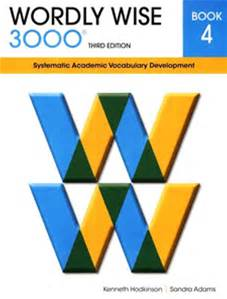 WORDLY WISE
3000® THIRD EDITION
BOOK
4
Systematic Academic Vocabulary Development
W
W
Kenneth Hodkinson | Sandra Adams